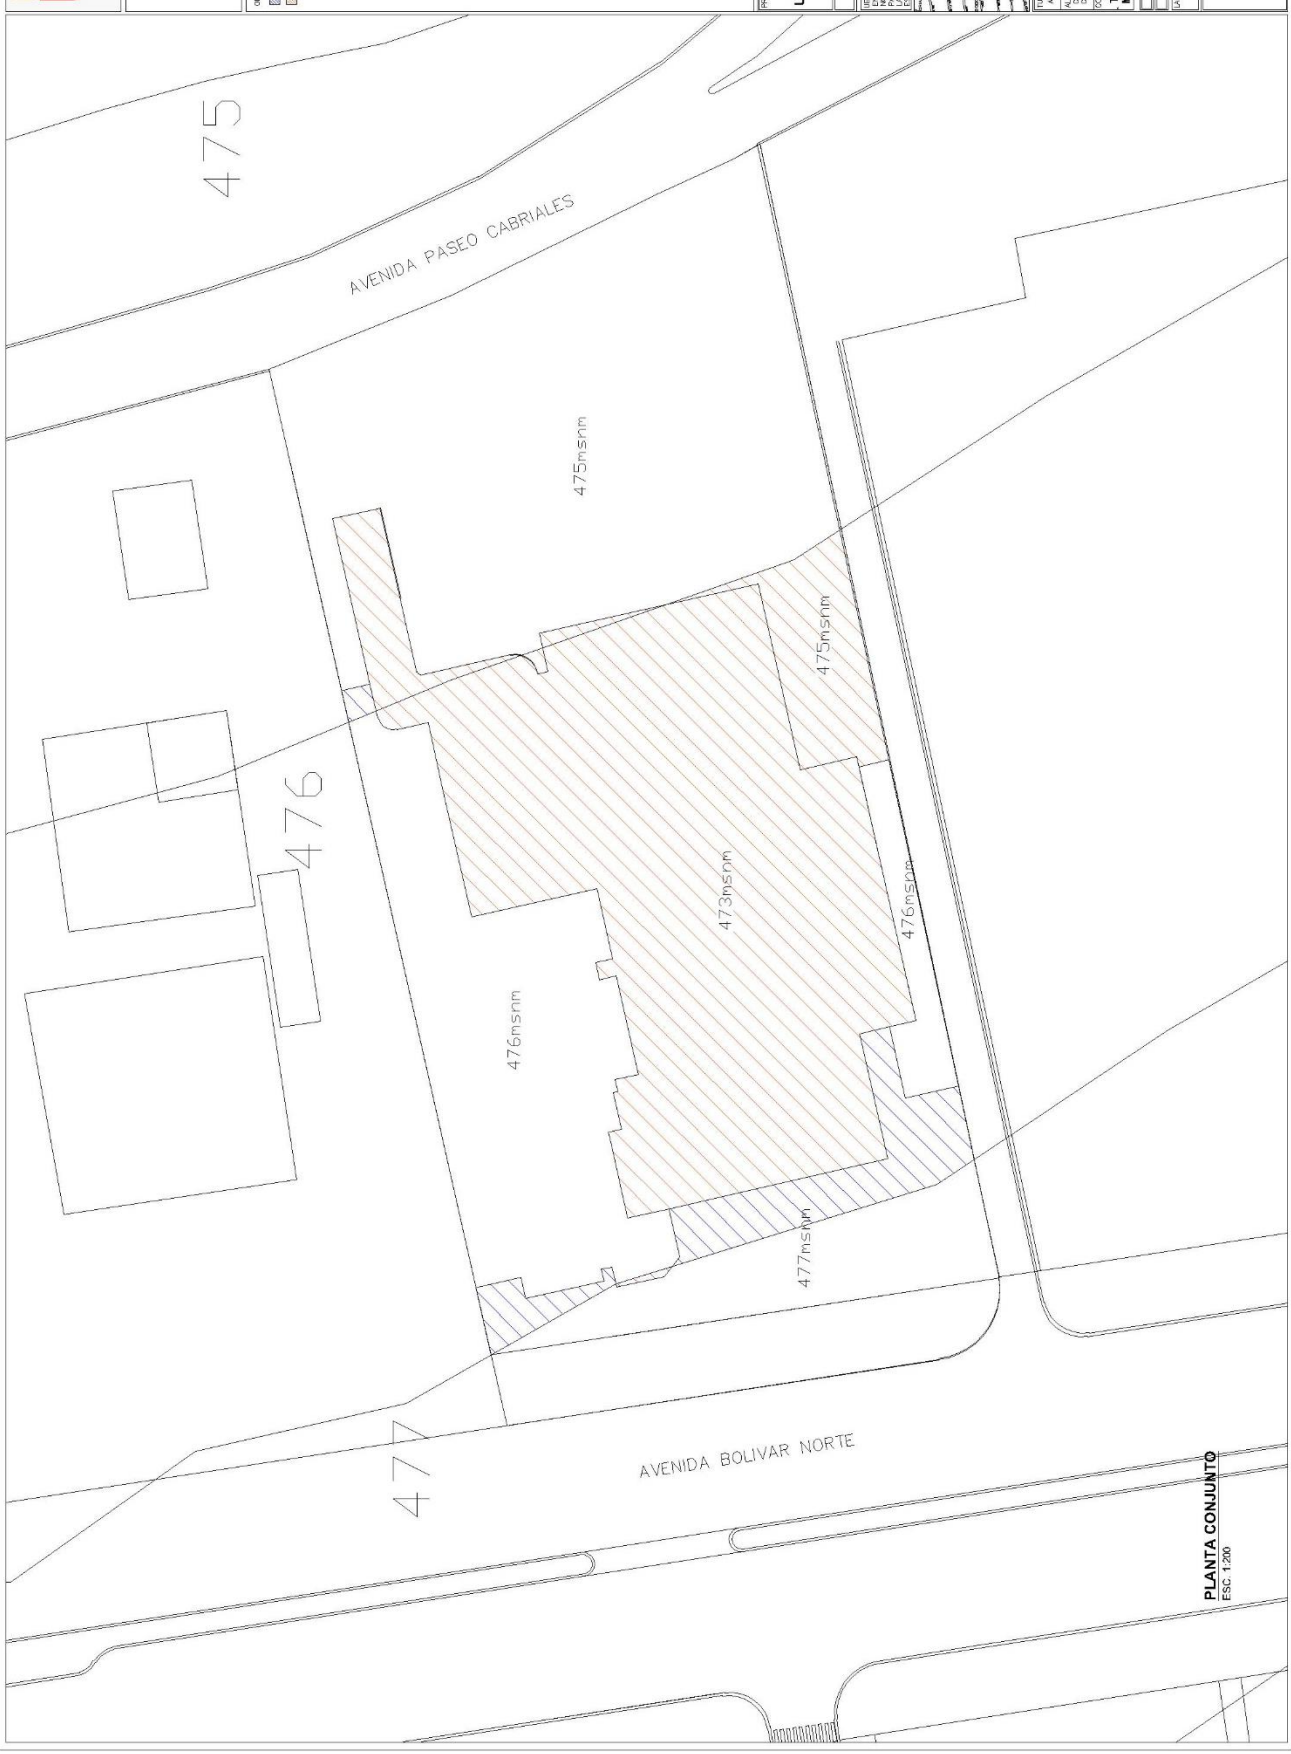 475
AVENIDA PASEO CABRIALES
475msnm
475msnm
476
473msnm
476msnm
476msnm
477msnm
477
AVENIDA BOLIVAR NORTE
PLANTA CONJUNTO
ESC. 1:200